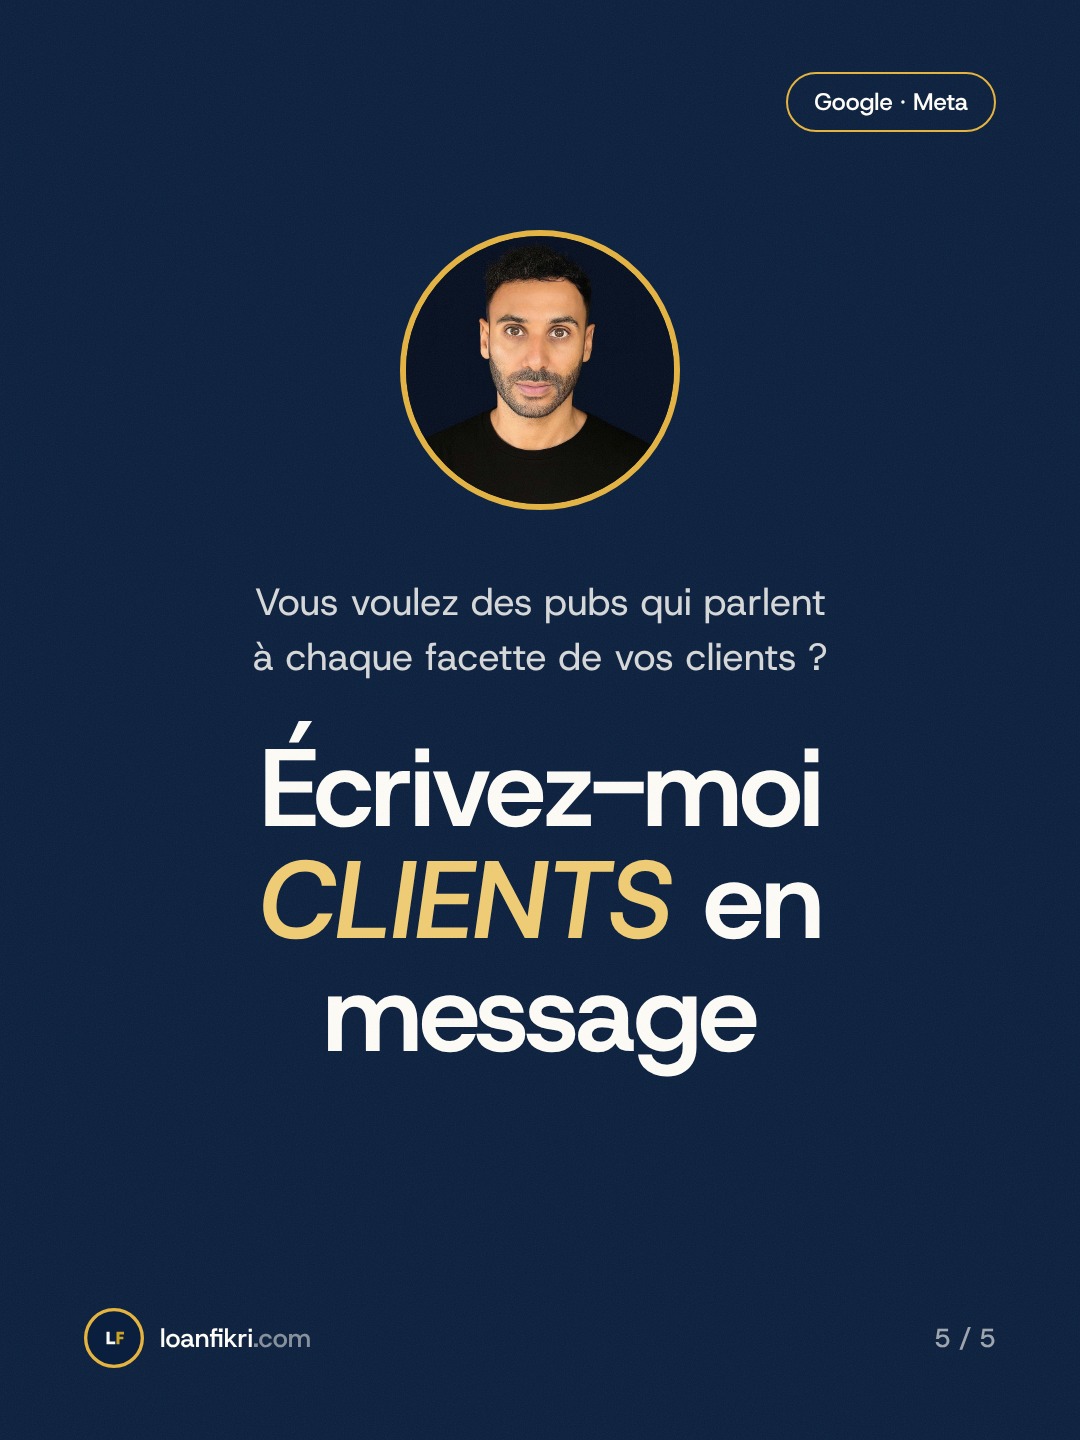 Google · Meta
Vous voulez des pubs qui parlent
à chaque facette de vos clients ?
Écrivez-moi
CLIENTS en
message
LF loanfikri.com
5 / 5